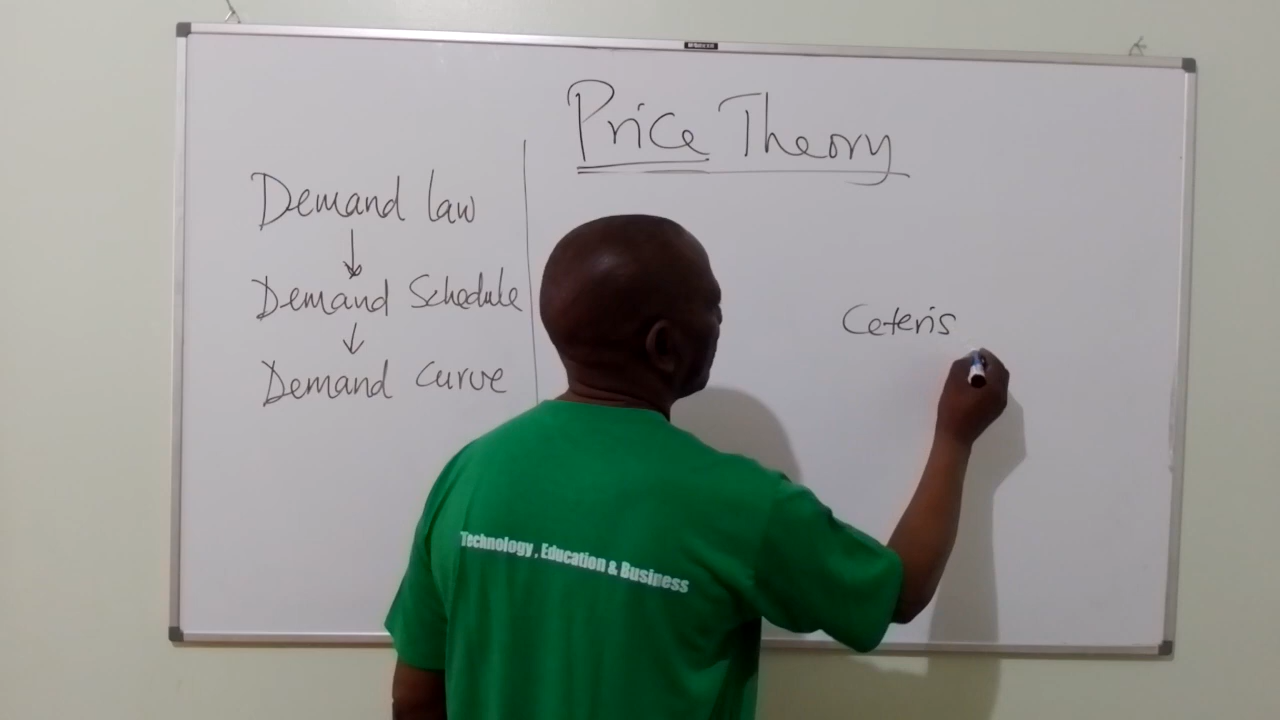 Price Theory
Demand law
Demand Schedule
Demand Curve
Ceteris
Technology , Education & Business